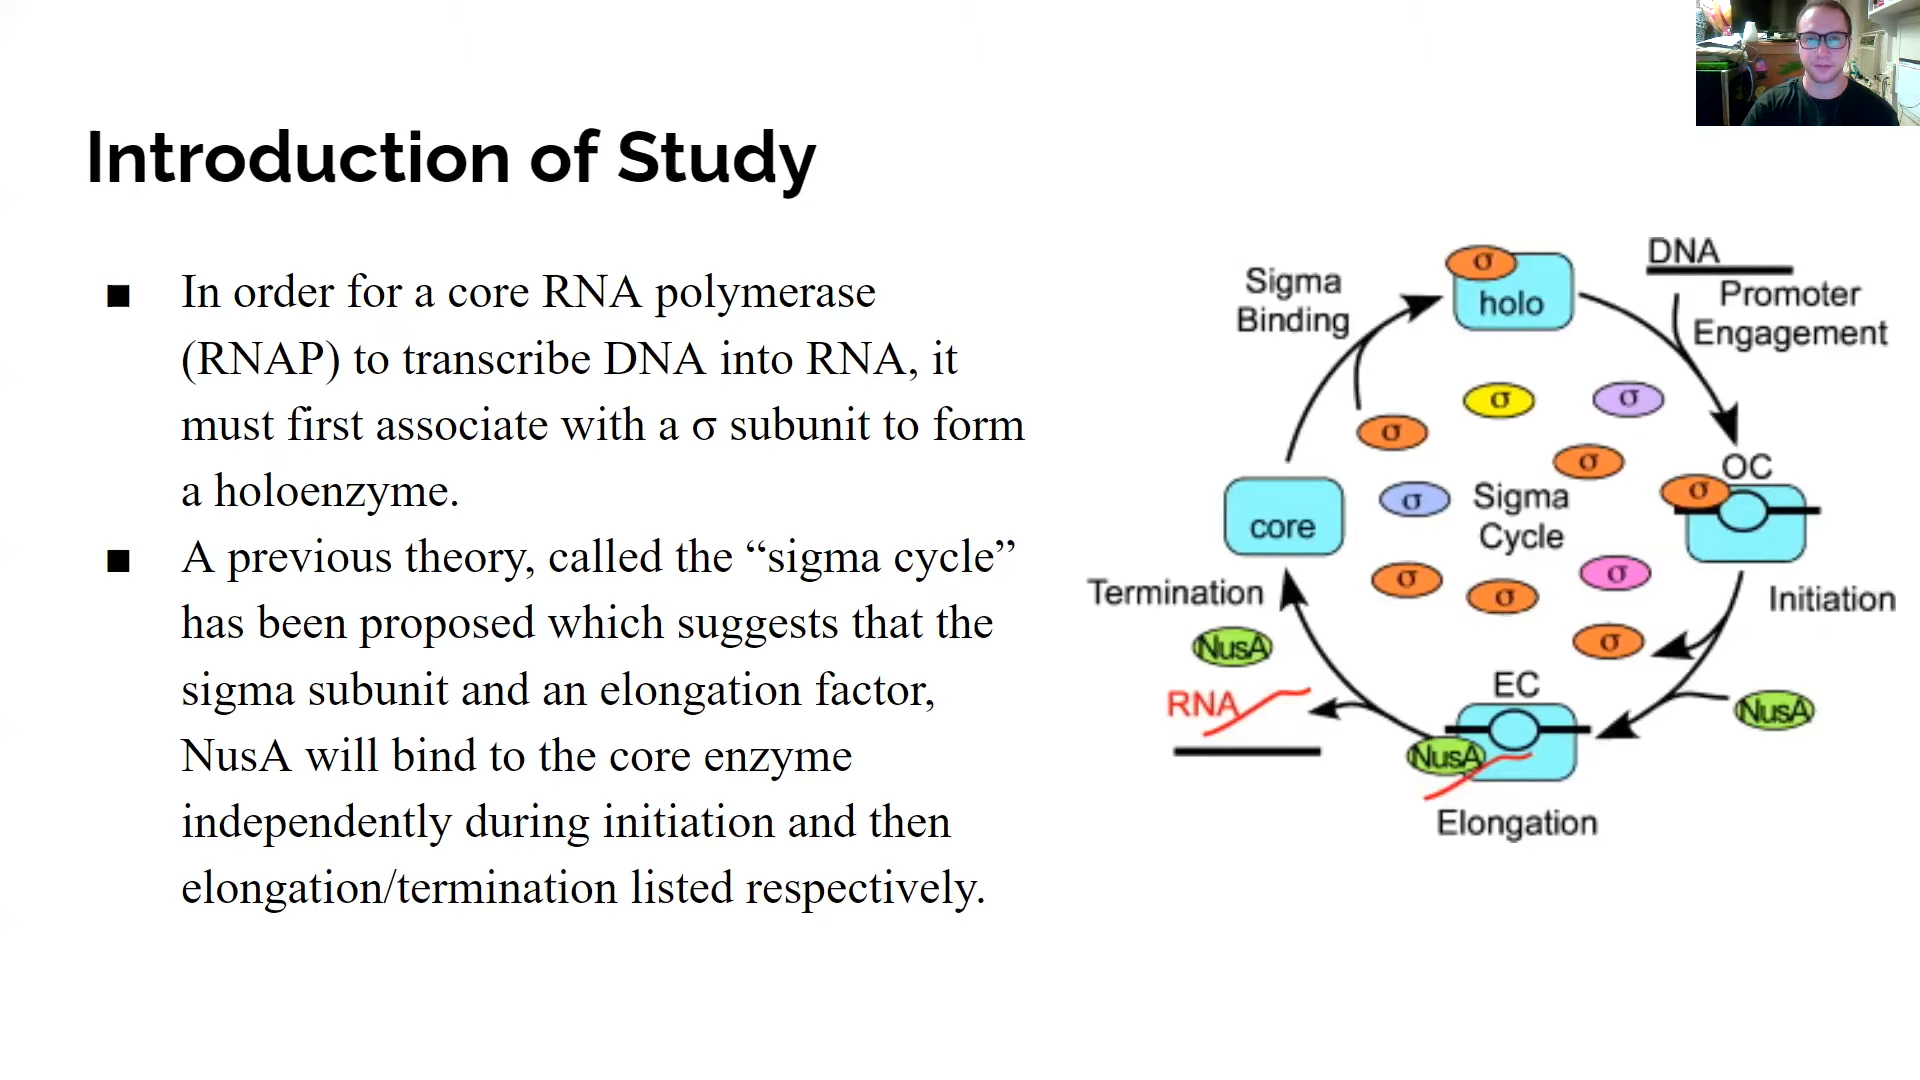 Introduction of Study
■ In order for a core RNA polymerase
(RNAP) to transcribe DNA into RNA, it
must first associate with a σ subunit to form
a holoenzyme.
■ A previous theory, called the “sigma cycle”
has been proposed which suggests that the
sigma subunit and an elongation factor,
NusA will bind to the core enzyme
independently during initiation and then
elongation/termination listed respectively.
DNA
Sigma
Binding
σ
holo
Promoter
Engagement
σ
σ
σ
σ
OC
σ
σ
Sigma
Cycle
core
σ
σ
σ
Termination
Initiation
σ
NusA
EC
RNA
NusA
NusA
Elongation